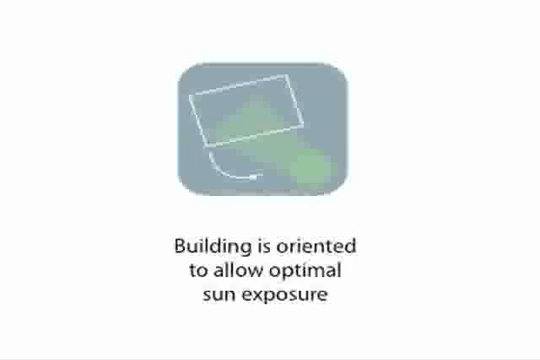 Building is oriented
to allow optimal
sun exposure